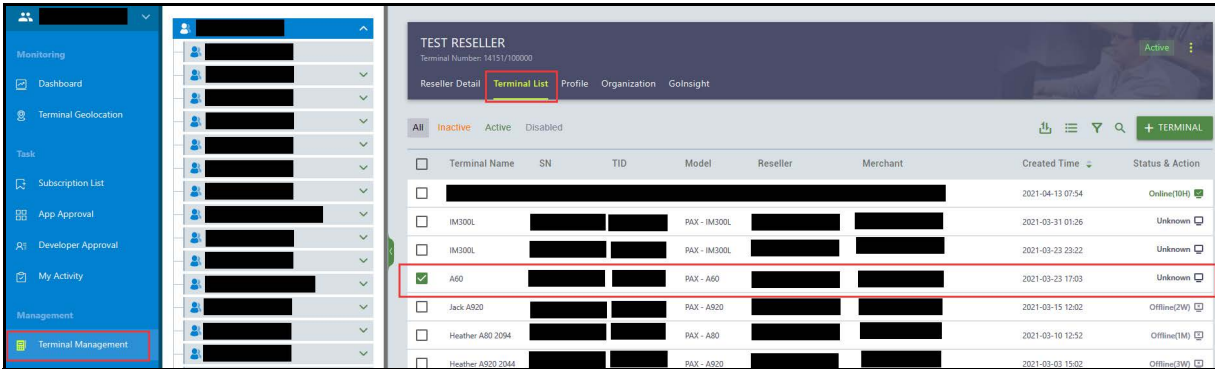 Monitoring
Dashboard
Terminal Geolocation
Task
Subscription List
App Approval
Developer Approval
My Activity
Management
Terminal Management
TEST RESELLER
Terminal Number: 14151/100000
Active
Reseller Detail Terminal List Profile Organization GoInsight
All Inactive Active Disabled
+ TERMINAL
Terminal Name SN TID Model Reseller Merchant Created Time Status & Action
2021-04-13 07:54 Online(10H)
IM300L PAX - IM300L 2021-03-31 01:26 Unknown
IM300L PAX - IM300L 2021-03-23 23:22 Unknown
A60 PAX - A60 2021-03-23 17:03 Unknown
Jack A920 PAX - A920 2021-03-15 12:02 Offline(2W)
Heather A80 2094 PAX - A80 2021-03-10 12:52 Offline(1M)
Heather A920 2044 PAX - A920 2021-03-03 15:02 Offline(3W)